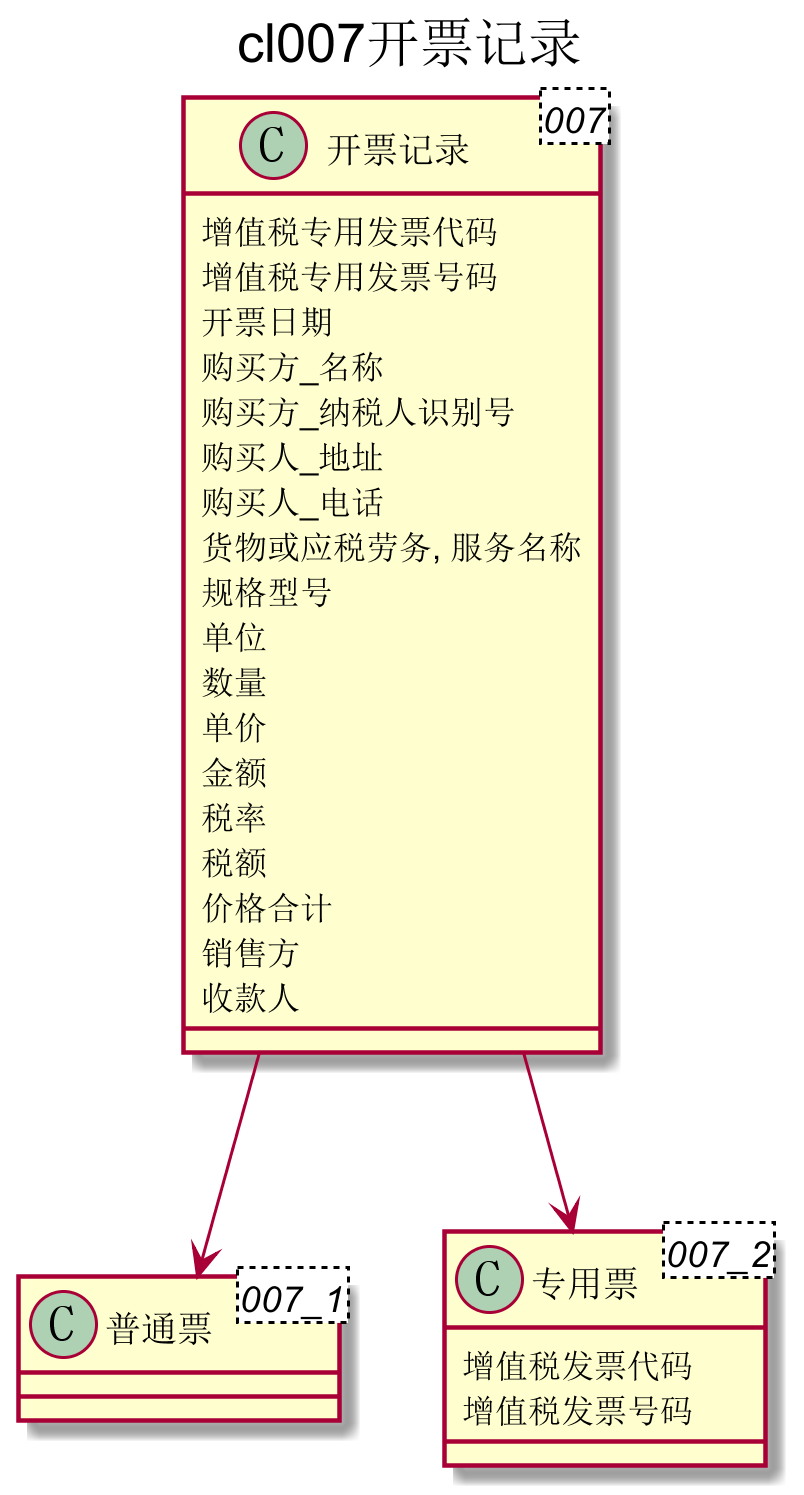 cl007开票记录
007
C 开票记录
增值税专用发票代码
增值税专用发票号码
开票日期
购买方_名称
购买方_纳税人识别号
购买人_地址
购买人_电话
货物或应税劳务, 服务名称
规格型号
单位
数量
单价
金额
税率
税额
价格合计
销售方
收款人
007_1
C 普通票
007_2
C 专用票
增值税发票代码
增值税发票号码